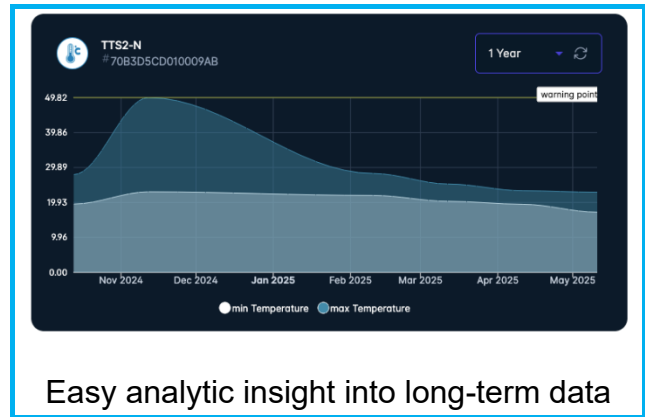 TTS2-N
#70B3D5CD010009AB
1 Year
warning point
49.82
39.86
29.89
19.93
9.96
0.00
Nov 2024 Dec 2024 Jan 2025 Feb 2025 Mar 2025 Apr 2025 May 2025
min Temperature max Temperature
Easy analytic insight into long-term data